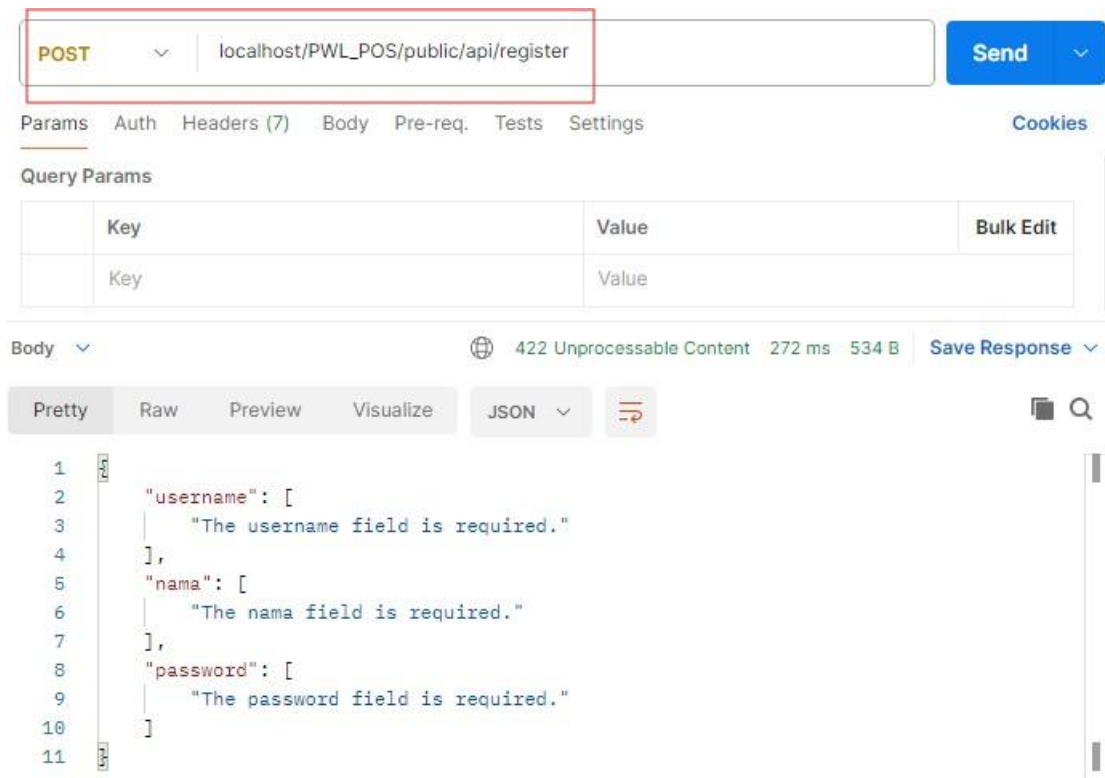 POST localhost/PWL_POS/public/api/register Send
Params Auth Headers (7) Body Pre-req. Tests Settings Cookies
Query Params
Key Value Bulk Edit
Key Value
Body 422 Unprocessable Content 272 ms 534 B Save Response
Pretty Raw Preview Visualize JSON
1 {
2 "username": [
3 "The username field is required."
4 ],
5 "nama": [
6 "The nama field is required."
7 ],
8 "password": [
9 "The password field is required."
10 ]
11 }